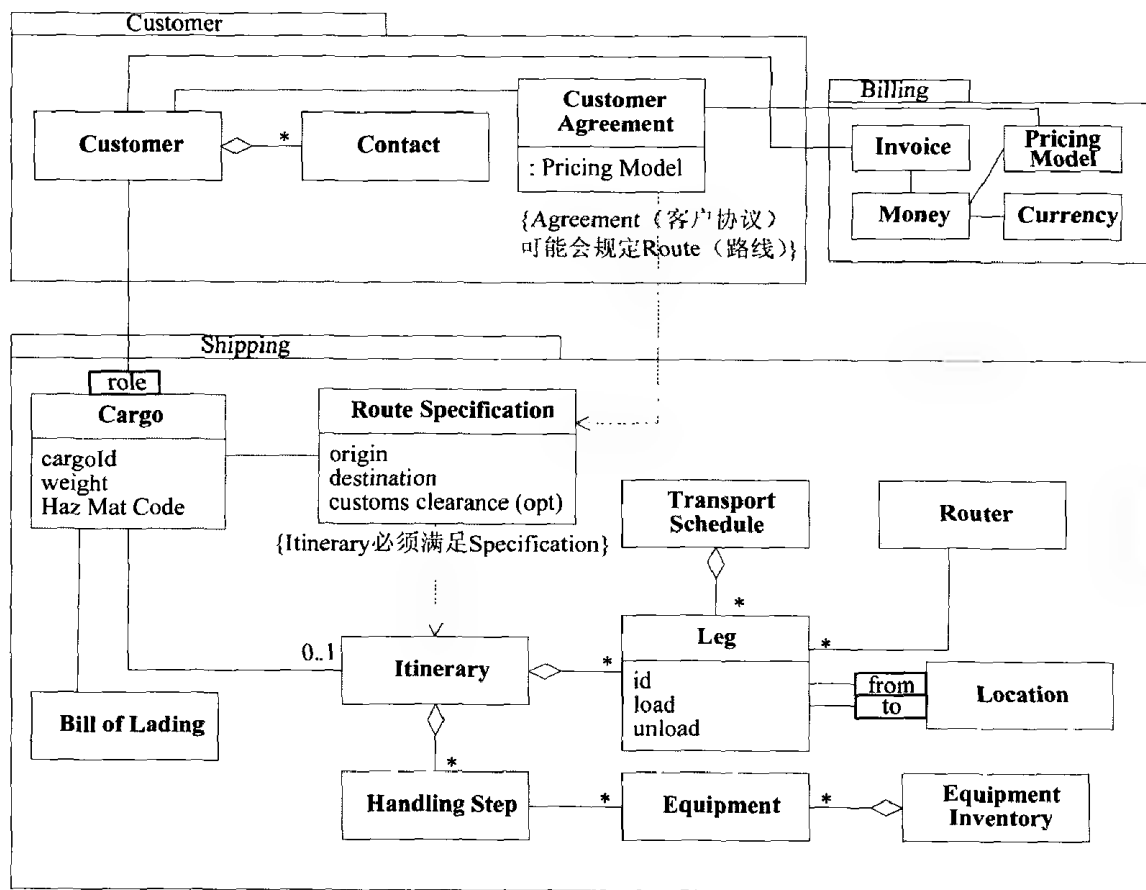 Customer
Customer
*
Contact
Customer
Agreement
: Pricing Model
{Agreement（客户协议）
可能会规定Route（路线）}
Billing
Invoice
Pricing
Model
Money
Currency
Shipping
role
Cargo
cargoId
weight
Haz Mat Code
Route Specification
origin
destination
customs clearance (opt)
{Itinerary必须满足Specification}
Transport
Schedule
Router
*
*
0..1
Itinerary
*
Leg
id
load
unload
from
to
Location
Bill of Lading
*
Handling Step
*
Equipment
*
Equipment
Inventory